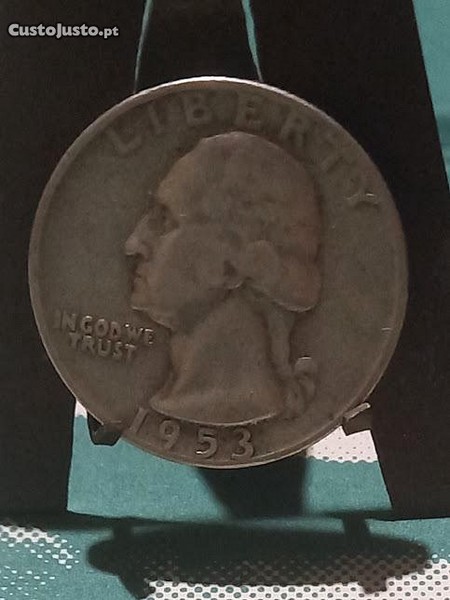 CustoJusto.pt
LIBERTY
IN GOD WE
TRUST
1953